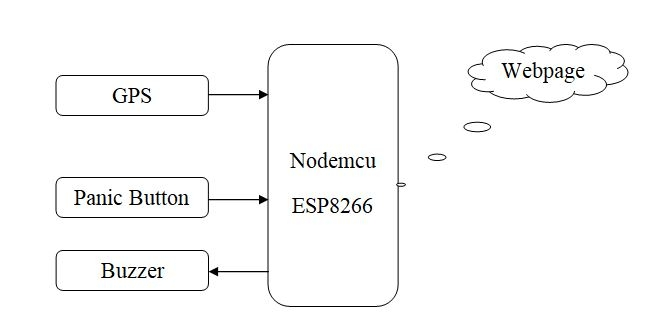 GPS
Panic Button
Buzzer
Nodemcu
ESP8266
Webpage